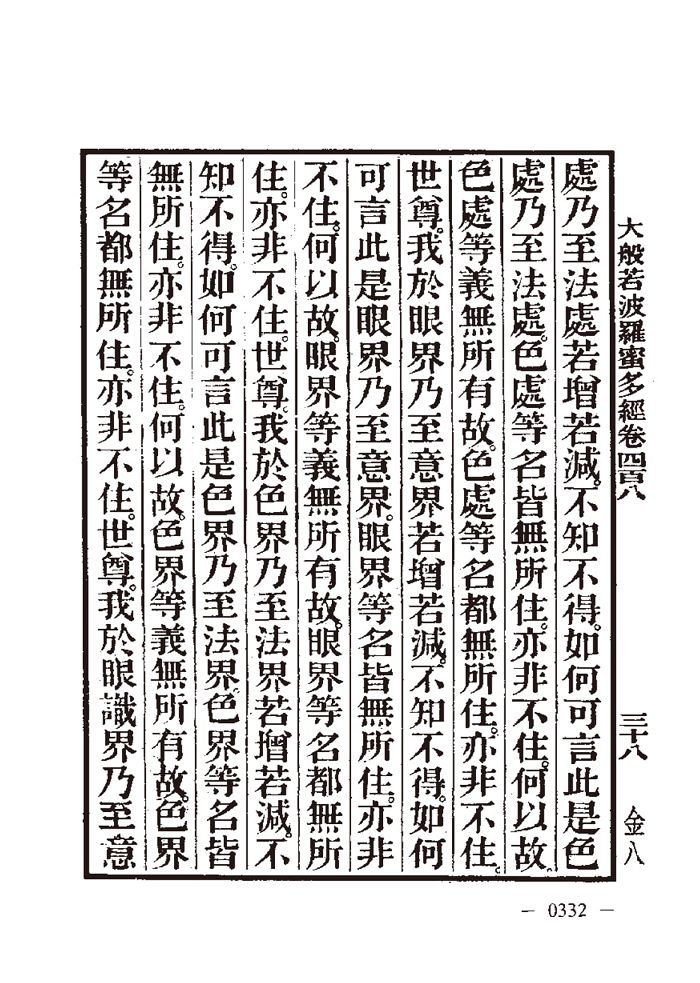 大般若波羅蜜多經卷四百八
三十八
金八
處乃至法處若增若減。不知不得。如何可言此是色
處乃至法處。色處等名皆無所住。亦非不住。何以故
色處等義無所有故。色處等名都無所住。亦非不住。
世尊。我於眼界乃至意界若增若減。不知不得。如何
可言此是眼界乃至意界。眼界等名皆無所住。亦非
不住。何以故。眼界等義無所有故。眼界等名都無所
住。亦非不住。世尊。我於色界乃至法界若增若減。不
知不得。如何可言此是色界乃至法界。色界等名皆
無所住。亦非不住。何以故。色界等義無所有故。色界
等名都無所住。亦非不住。世尊。我於眼識界乃至意
— 0332 —